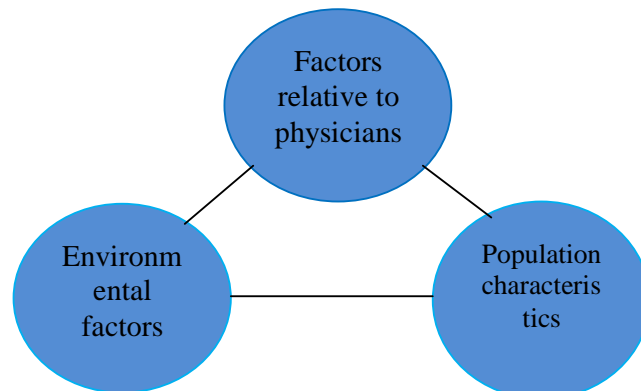 Factors
relative to
physicians
Environm
ental
factors
Population
characteris
tics